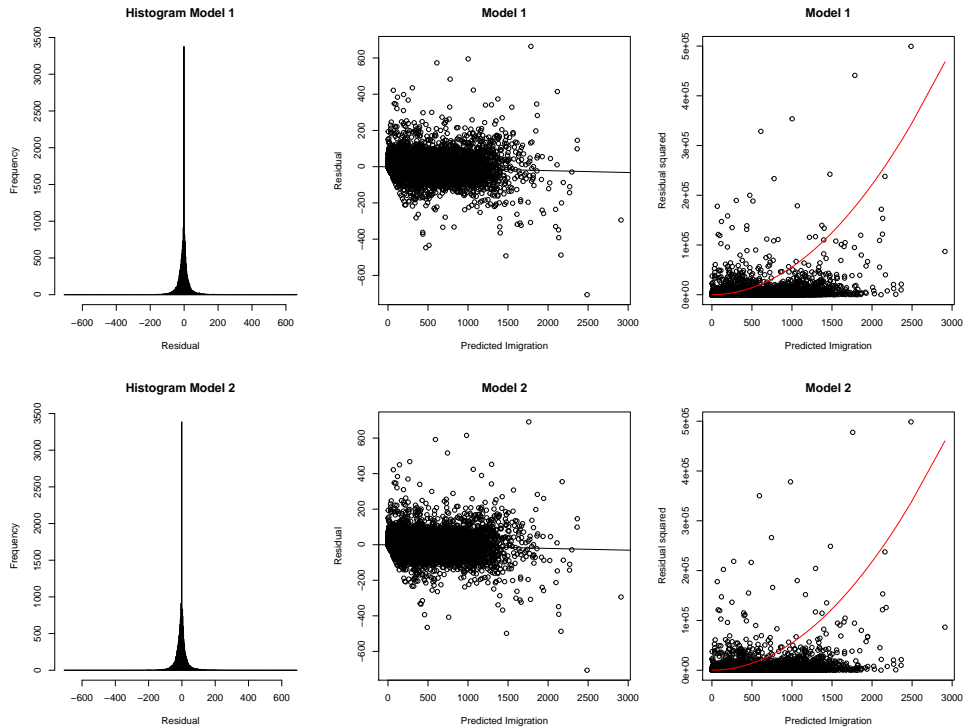 Histogram Model 1
Frequency
3500
3000
2500
2000
1500
1000
500
0
−600
−400
−200
0
200
400
600
Residual
Model 1
Residual
600
400
200
0
−200
−400
−600
0
500
1000
1500
2000
2500
3000
Predicted Imigration
Model 1
Residual squared
5e+05
4e+05
3e+05
2e+05
1e+05
0e+00
0
500
1000
1500
2000
2500
3000
Predicted Imigration
Histogram Model 2
Frequency
3500
3000
2500
2000
1500
1000
500
0
−600
−400
−200
0
200
400
600
Residual
Model 2
Residual
600
400
200
0
−200
−400
−600
0
500
1000
1500
2000
2500
3000
Predicted Imigration
Model 2
Residual squared
5e+05
4e+05
3e+05
2e+05
1e+05
0e+00
0
500
1000
1500
2000
2500
3000
Predicted Imigration